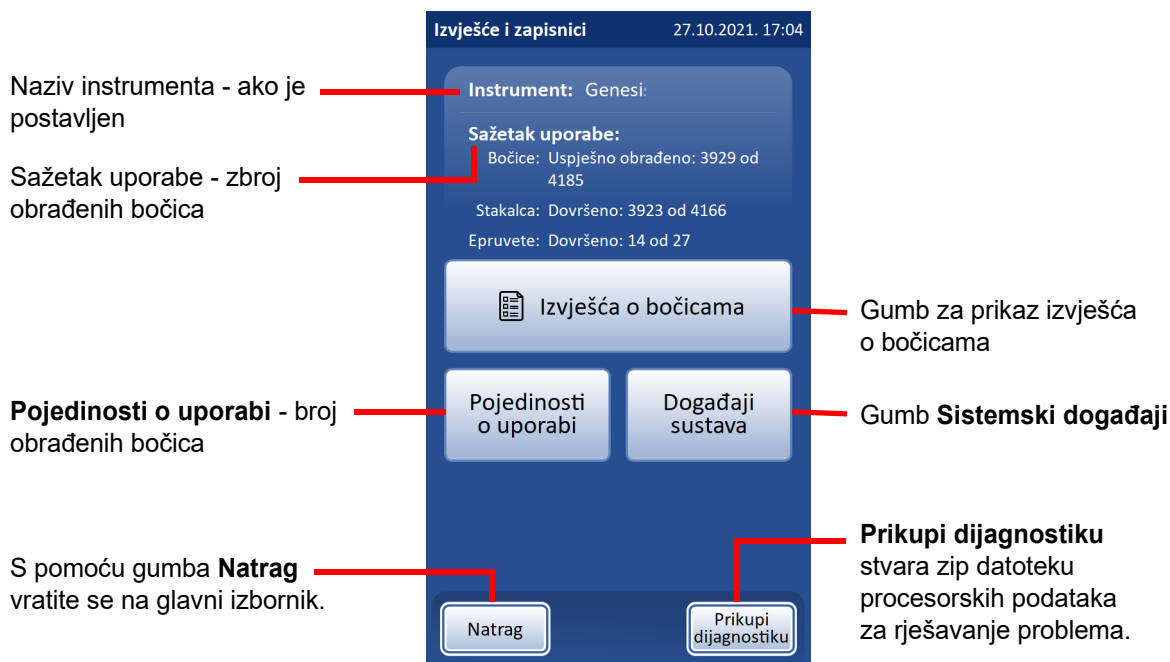 Izvješće i zapisnici 27.10.2021. 17:04
Naziv instrumenta - ako je
postavljen
Instrument: Genesi
Sažetak uporabe - zbroj
obrađenih bočica
Sažetak uporabe:
Bočice: Uspješno obrađeno: 3929 od
4185
Stakalca: Dovršeno: 3923 od 4166
Epruvete: Dovršeno: 14 od 27
Izvješća o bočicama
Gumb za prikaz izvješća
o bočicama
Pojedinosti o uporabi - broj
obrađenih bočica
Pojedinosti
o uporabi
Događaji
sustava
Gumb Sistemski događaji
S pomoću gumba Natrag
vratite se na glavni izbornik.
Natrag
Prikupi
dijagnostiku
Prikupi dijagnostiku
stvara zip datoteku
procesorskih podataka
za rješavanje problema.